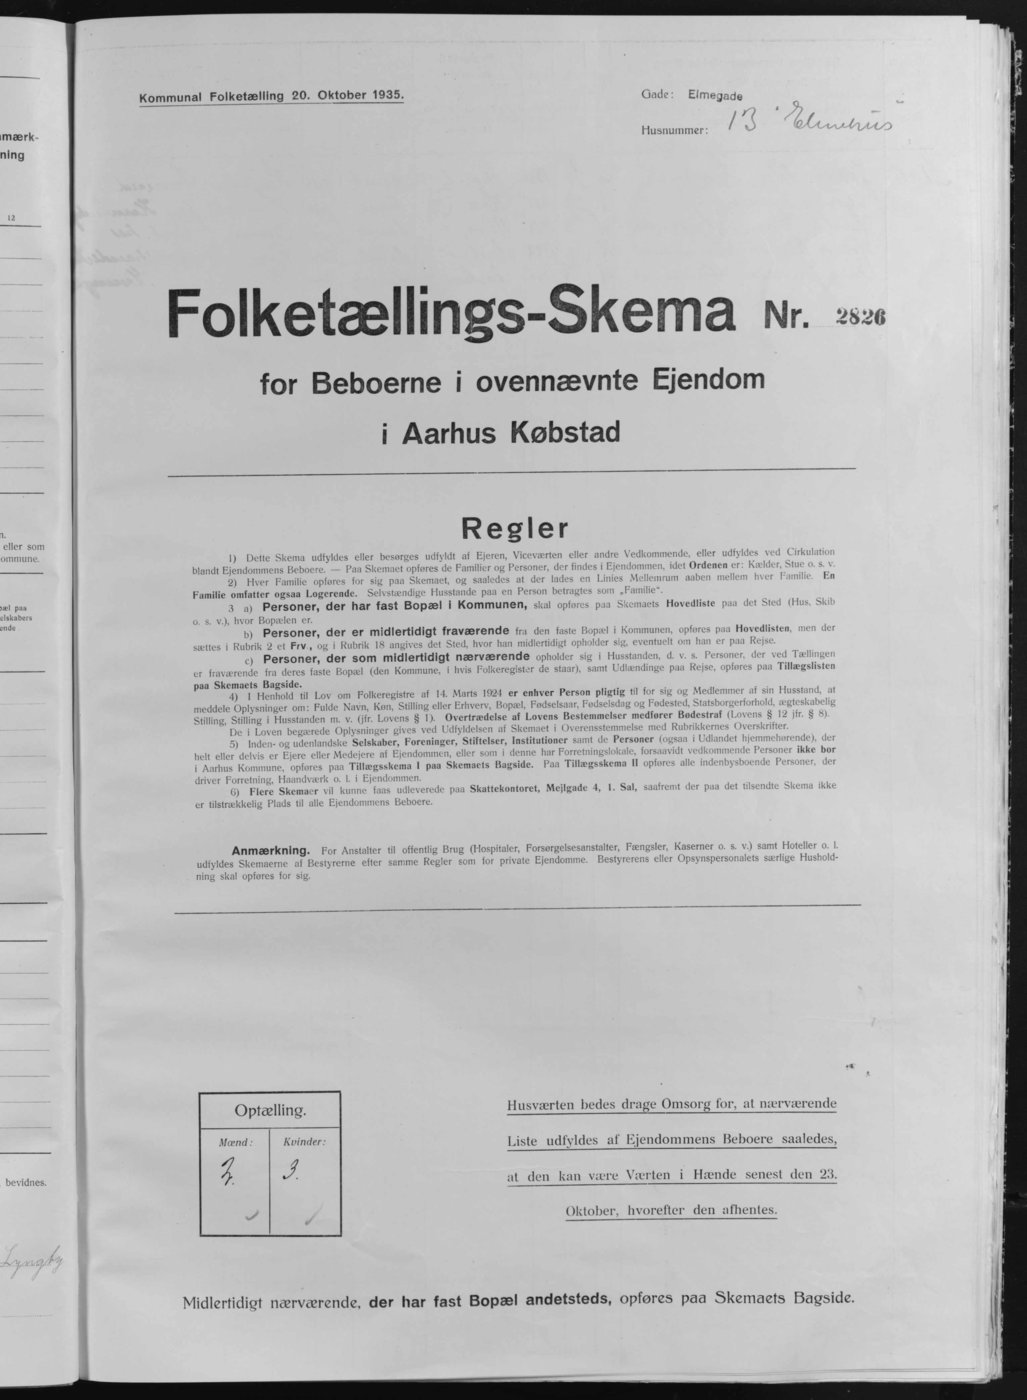 mærk-
ning
12
n.
eller som
ommune.
pæl paa
elskabers
ende
bevidnes.
Lyngby
Kommunal Folketælling 20. Oktober 1935.
Gade: Elmegade
Husnummer: 13 "Elmehus"
Folketællings-Skema Nr. 2826
for Beboerne i ovennævnte Ejendom
i Aarhus Købstad
Regler
1) Dette Skema udfyldes eller besørges udfyldt af Ejeren, Viceværten eller andre Vedkommende, eller udfyldes ved Cirkulation
blandt Ejendommens Beboere. — Paa Skemaet opføres de Familier og Personer, der findes i Ejendommen, idet Ordenen er: Kælder, Stue o. s. v.
2) Hver Familie opføres for sig paa Skemaet, og saaledes at der lades en Linies Mellemrum aaben mellem hver Familie. En
Familie omfatter ogsaa Logerende. Selvstændige Husstande paa en Person betragtes som „Familie“.
3 a) Personer, der har fast Bopæl i Kommunen, skal opføres paa Skemaets Hovedliste paa det Sted (Hus, Skib
o. s. v.), hvor Bopælen er.
b) Personer, der er midlertidigt fraværende fra den faste Bopæl i Kommunen, opføres paa Hovedlisten, men der
sættes i Rubrik 2 et Frv., og i Rubrik 18 angives det Sted, hvor han midlertidigt opholder sig, eventuelt om han er paa Rejse.
c) Personer, der som midlertidigt nærværende opholder sig i Husstanden, d. v. s. Personer, der ved Tællingen
er fraværende fra deres faste Bopæl (den Kommune, i hvis Folkeregister de staar), samt Udlændinge paa Rejse, opføres paa Tillægslisten
paa Skemaets Bagside.
4) I Henhold til Lov om Folkeregistre af 14. Marts 1924 er enhver Person pligtig til for sig og Medlemmer af sin Husstand, at
meddele Oplysninger om: Fulde Navn, Køn, Stilling eller Erhverv, Bopæl, Fødselsaar, Fødselsdag og Fødested, Statsborgerforhold, ægteskabelig
Stilling, Stilling i Husstanden m. v. (jfr. Lovens § 1). Overtrædelse af Lovens Bestemmelser medfører Bødestraf (Lovens § 12 jfr. § 8).
De i Loven begærede Oplysninger gives ved Udfyldelsen af Skemaet i Overensstemmelse med Rubrikkernes Overskrifter.
5) Inden- og udenlandske Selskaber, Foreninger, Stiftelser, Institutioner samt de Personer (ogsaa i Udlandet hjemmehørende), der
helt eller delvis er Ejere eller Medejere af Ejendommen, eller som i denne har Forretningslokale, forsaavidt vedkommende Personer ikke bor
i Aarhus Kommune, opføres paa Tillægsskema I paa Skemaets Bagside. Paa Tillægsskema II opføres alle indenbysboende Personer, der
driver Forretning, Haandværk o. l. i Ejendommen.
6) Flere Skemaer vil kunne faas udleverede paa Skattekontoret, Mejlgade 4, 1. Sal, saafremt der paa det tilsendte Skema ikke
er tilstrækkelig Plads til alle Ejendommens Beboere.
Anmærkning. For Anstalter til offentlig Brug (Hospitaler, Forsørgelsesanstalter, Fængsler, Kaserner o. s. v.) samt Hoteller o. l.
udfyldes Skemaerne af Bestyrerne efter samme Regler som for private Ejendomme. Bestyrerens eller Opsynspersonalets særlige Hushold-
ning skal opføres for sig.
Optælling.
Mænd: Kvinder:
2. 3.
Husværten bedes drage Omsorg for, at nærværende
Liste udfyldes af Ejendommens Beboere saaledes,
at den kan være Værten i Hænde senest den 23.
Oktober, hvorefter den afhentes.
Midlertidigt nærværende, der har fast Bopæl andetsteds, opføres paa Skemaets Bagside.